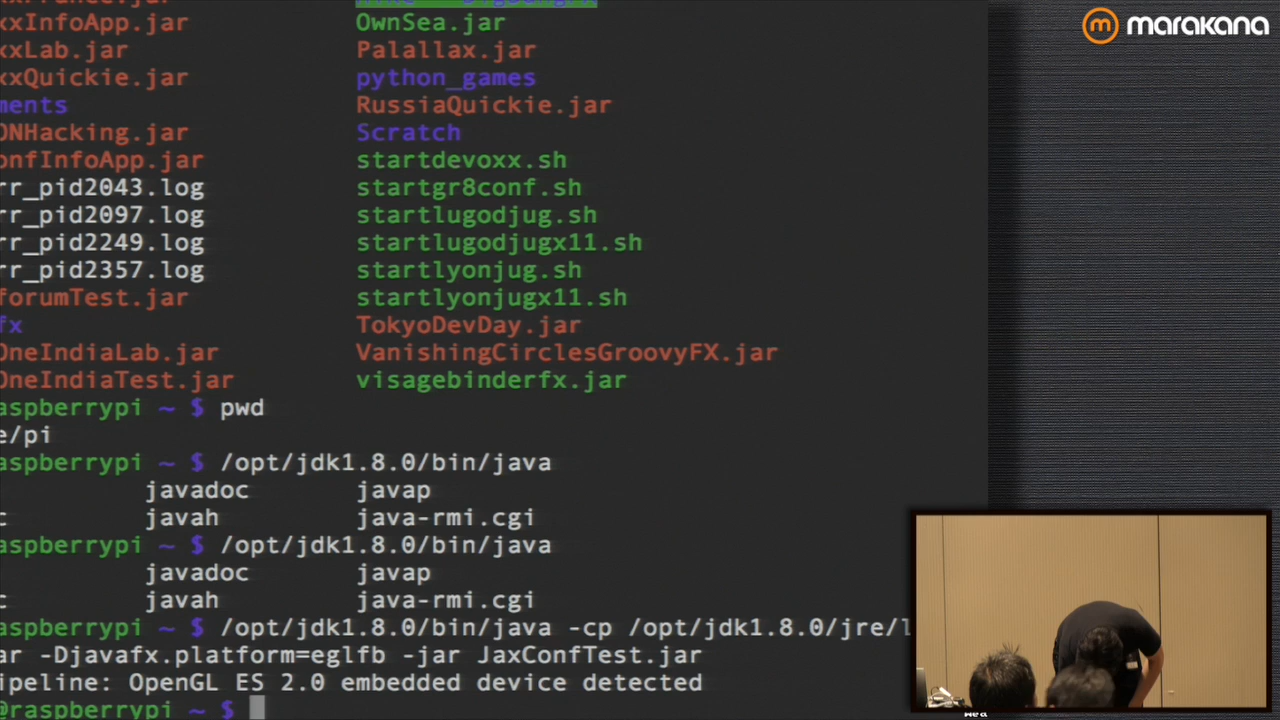 marakana
xxInfoApp.jar OwnSea.jar
xxLab.jar Palallax.jar
xxQuickie.jar python_games
ments RussiaQuickie.jar
ONHacking.jar Scratch
onfInfoApp.jar startdevoxx.sh
rr_pid2043.log startgr8conf.sh
rr_pid2097.log startlugodjug.sh
rr_pid2249.log startlugodjugx11.sh
rr_pid2357.log startlyonjug.sh
forumTest.jar startlyonjugx11.sh
fx TokyoDevDay.jar
OneIndiaLab.jar VanishingCirclesGroovyFX.jar
OneIndiaTest.jar visagebinderfx.jar
aspberrypi ~ $ pwd
e/pi
aspberrypi ~ $ /opt/jdk1.8.0/bin/java
javadoc javap
c javah java-rmi.cgi
aspberrypi ~ $ /opt/jdk1.8.0/bin/java
javadoc javap
c javah java-rmi.cgi
aspberrypi ~ $ /opt/jdk1.8.0/bin/java -cp /opt/jdk1.8.0/jre/l
ar -Djavafx.platform=eglfb -jar JaxConfTest.jar
ipeline: OpenGL ES 2.0 embedded device detected
@raspberrypi ~ $